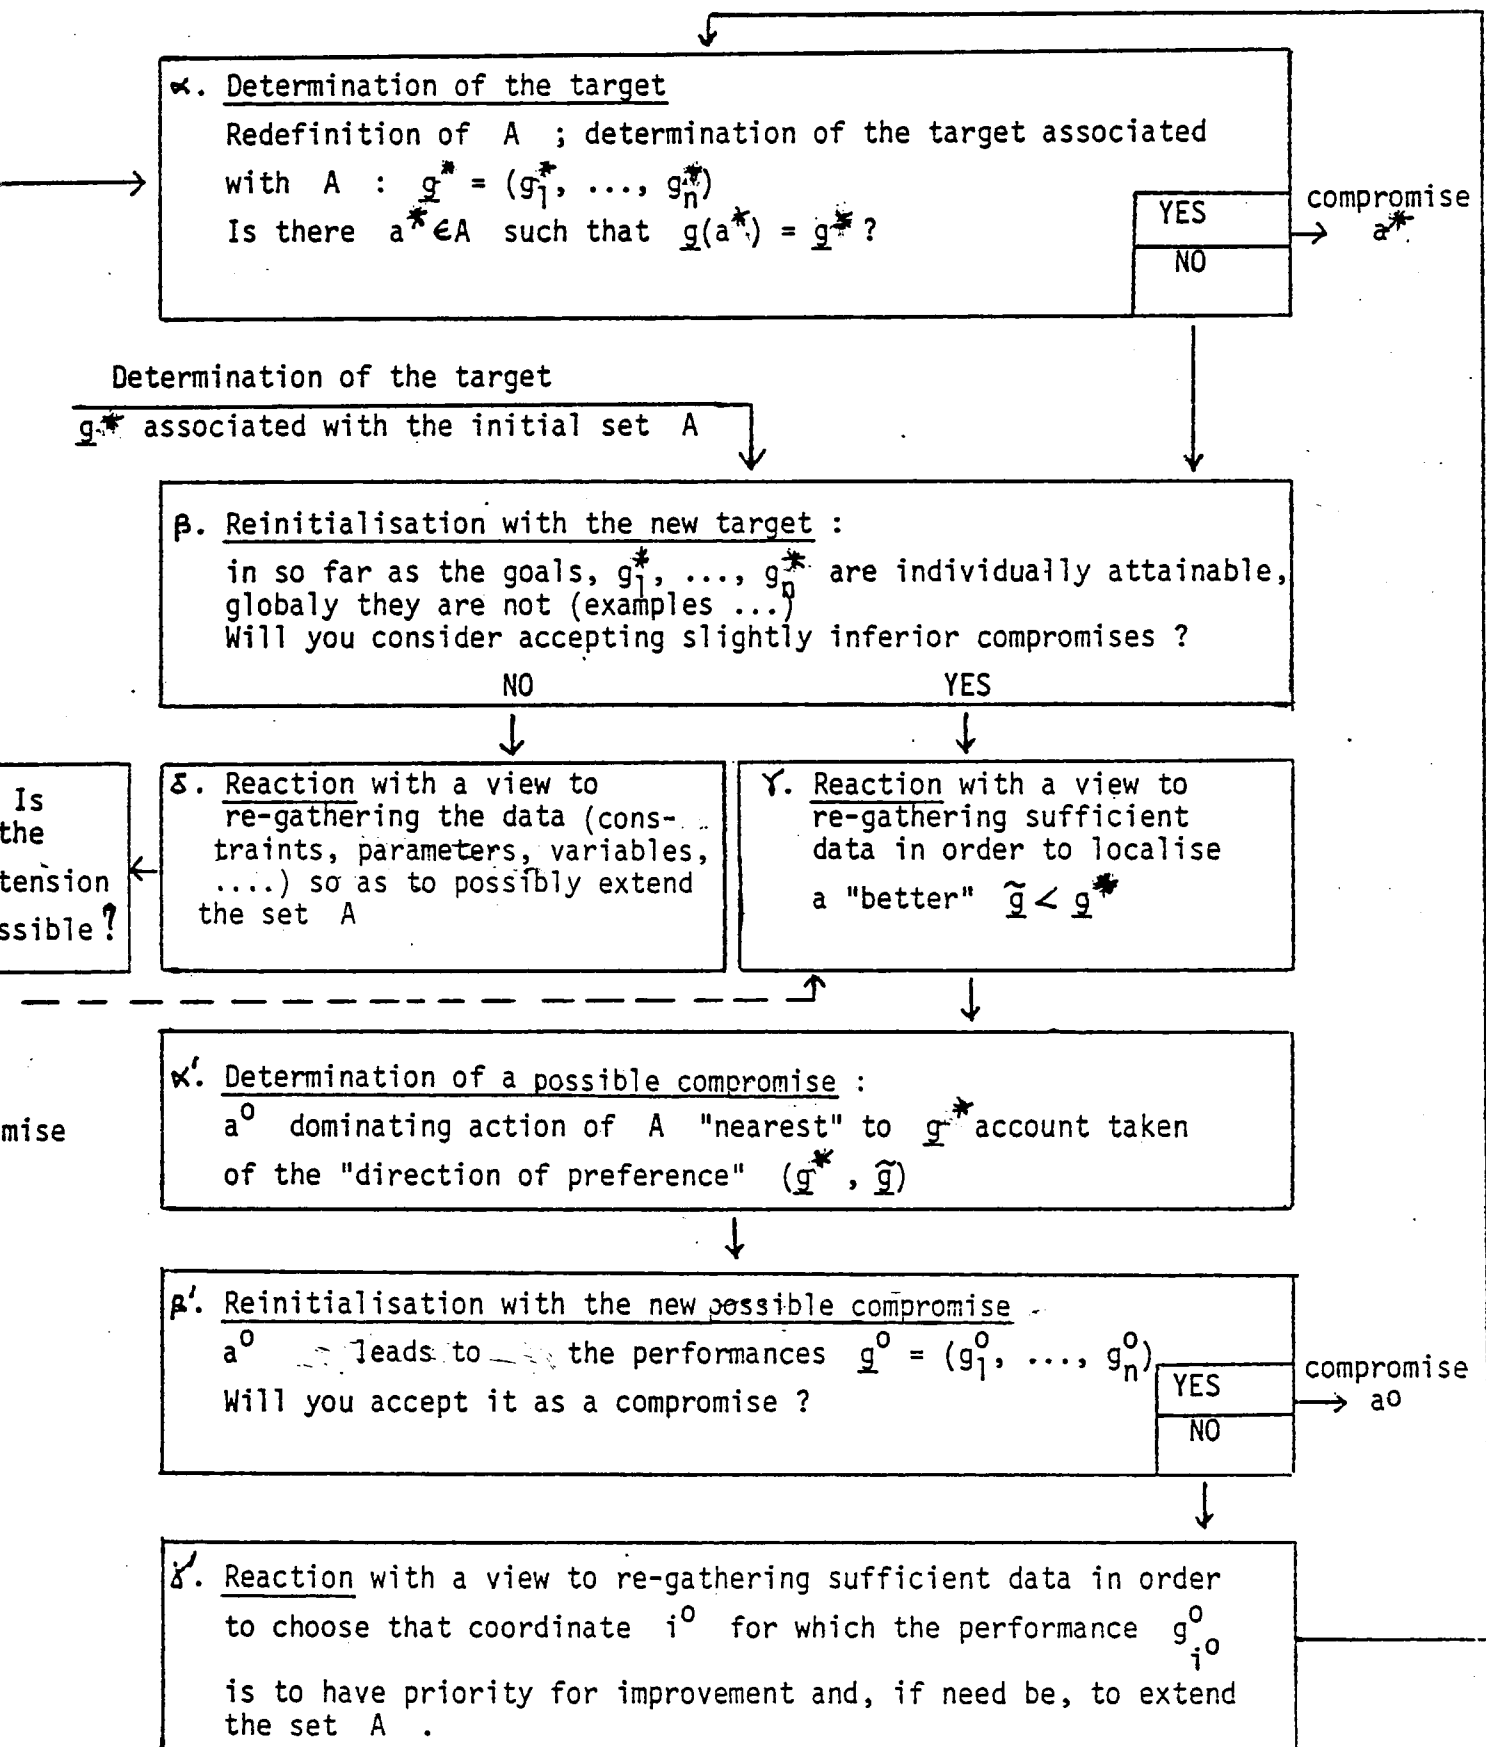 α. Determination of the target
Redefinition of A ; determination of the target associated
with A : g* = (g₁*, ..., gₙ*)
Is there a* ∈A such that g(a*) = g* ?
YES
NO
compromise
a*
Determination of the target
g* associated with the initial set A
β. Reinitialisation with the new target :
in so far as the goals, g₁*, ..., gₙ* are individually attainable,
globaly they are not (examples ...)
Will you consider accepting slightly inferior compromises ?
NO YES
Is
the
tension
ssible ?
δ. Reaction with a view to
re-gathering the data (cons-
traints, parameters, variables,
....) so as to possibly extend
the set A
γ. Reaction with a view to
re-gathering sufficient
data in order to localise
a "better" g̃ < g*
α'. Determination of a possible compromise :
a⁰ dominating action of A "nearest" to g* account taken
of the "direction of preference" (g* , g̃)
mise
β'. Reinitialisation with the new possible compromise
a⁰ leads to the performances g⁰ = (g₁⁰, ..., gₙ⁰)
Will you accept it as a compromise ?
YES
NO
compromise
a⁰
γ'. Reaction with a view to re-gathering sufficient data in order
to choose that coordinate i⁰ for which the performance g⁰ᵢ⁰
is to have priority for improvement and, if need be, to extend
the set A .